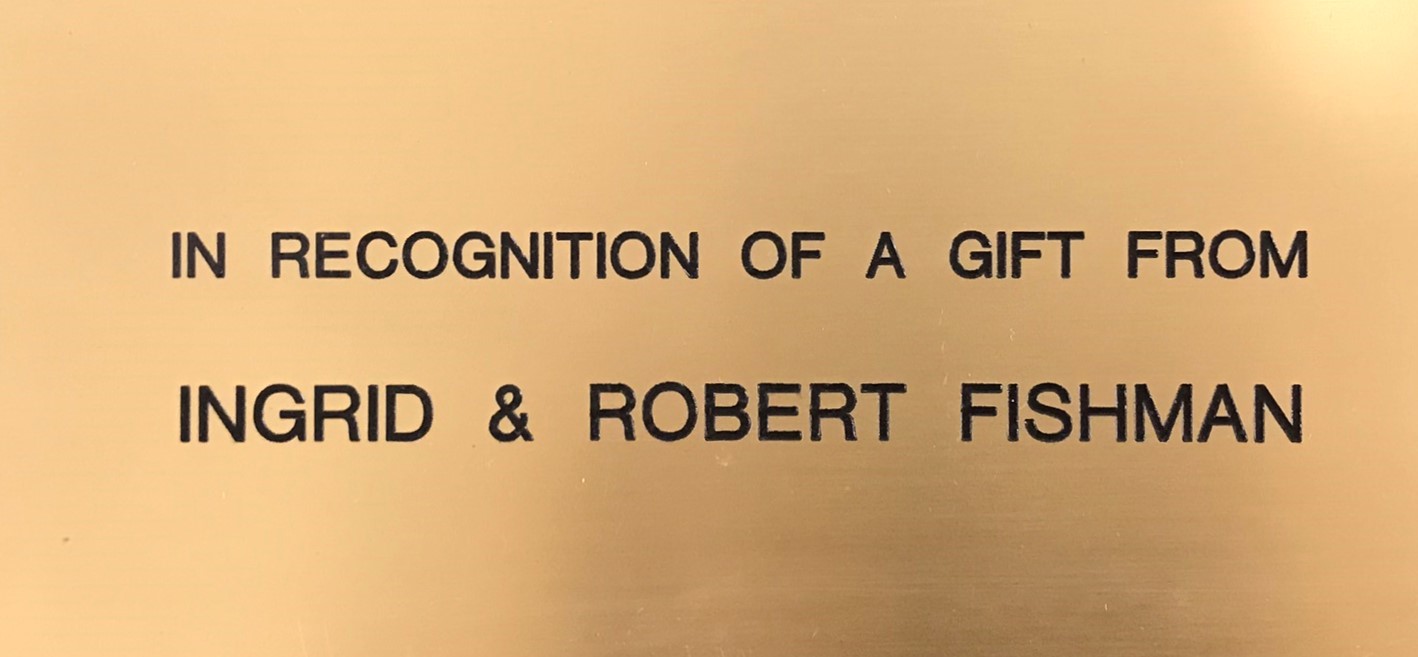 IN RECOGNITION OF A GIFT FROM
INGRID & ROBERT FISHMAN